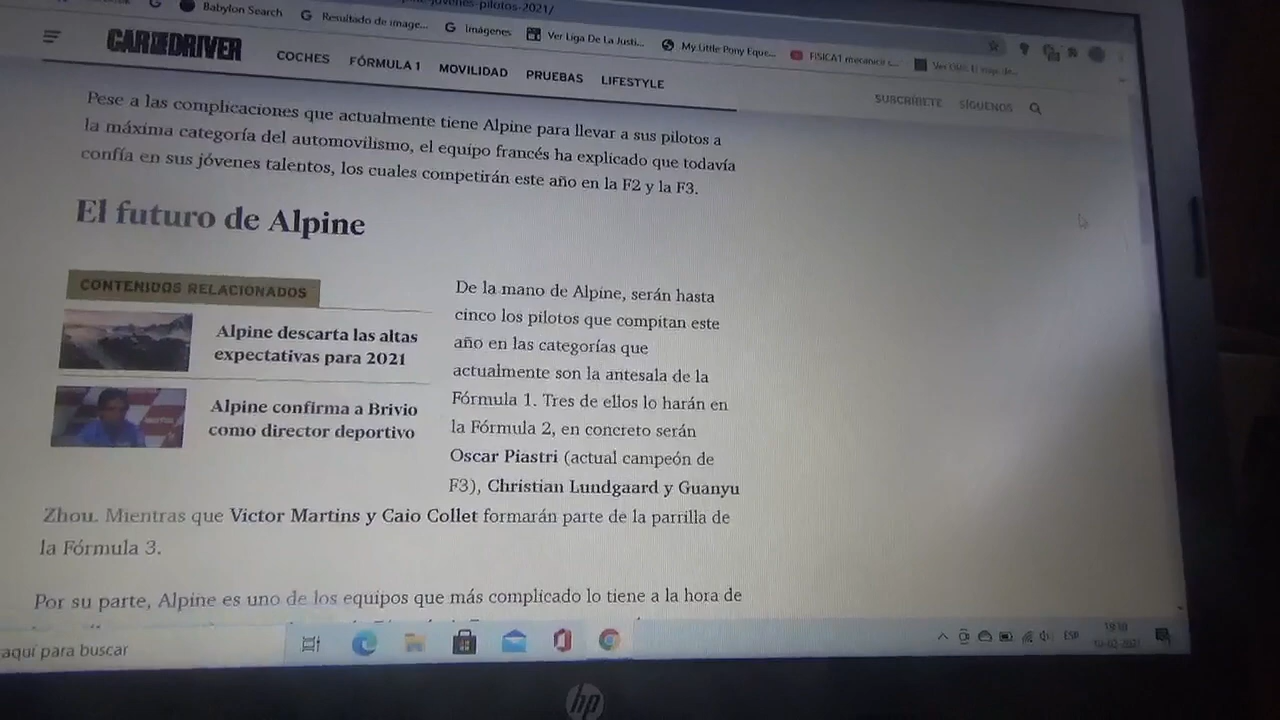 pilotos-2021/
Babylon Search
Resultado de image...
Imágenes
Ver Liga De La Justi...
My Little Pony Eque...
CAR AND DRIVER
COCHES
FÓRMULA 1
MOVILIDAD
PRUEBAS
LIFESTYLE
SUSCRÍBETE
SÍGUENOS
Pese a las complicaciones que actualmente tiene Alpine para llevar a sus pilotos a
la máxima categoría del automovilismo, el equipo francés ha explicado que todavía
confía en sus jóvenes talentos, los cuales competirán este año en la F2 y la F3.
El futuro de Alpine
CONTENIDOS RELACIONADOS
Alpine descarta las altas
expectativas para 2021
Alpine confirma a Brivio
como director deportivo
De la mano de Alpine, serán hasta
cinco los pilotos que compitan este
año en las categorías que
actualmente son la antesala de la
Fórmula 1. Tres de ellos lo harán en
la Fórmula 2, en concreto serán
Oscar Piastri (actual campeón de
F3), Christian Lundgaard y Guanyu
Zhou. Mientras que Victor Martins y Caio Collet formarán parte de la parrilla de
la Fórmula 3.
Por su parte, Alpine es uno de los equipos que más complicado lo tiene a la hora de
aquí para buscar
ESP
hp